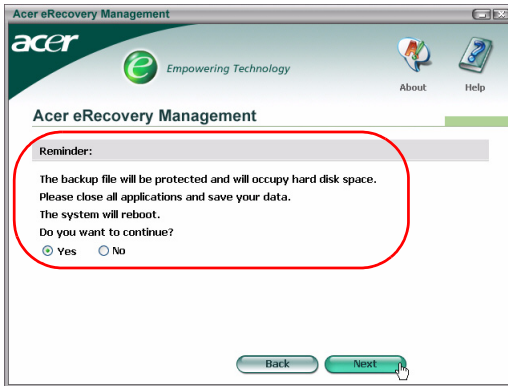 Acer eRecovery Management
acer
e Empowering Technology
About
Help
Acer eRecovery Management
Reminder:
The backup file will be protected and will occupy hard disk space.
Please close all applications and save your data.
The system will reboot.
Do you want to continue?
Yes No
Back Next